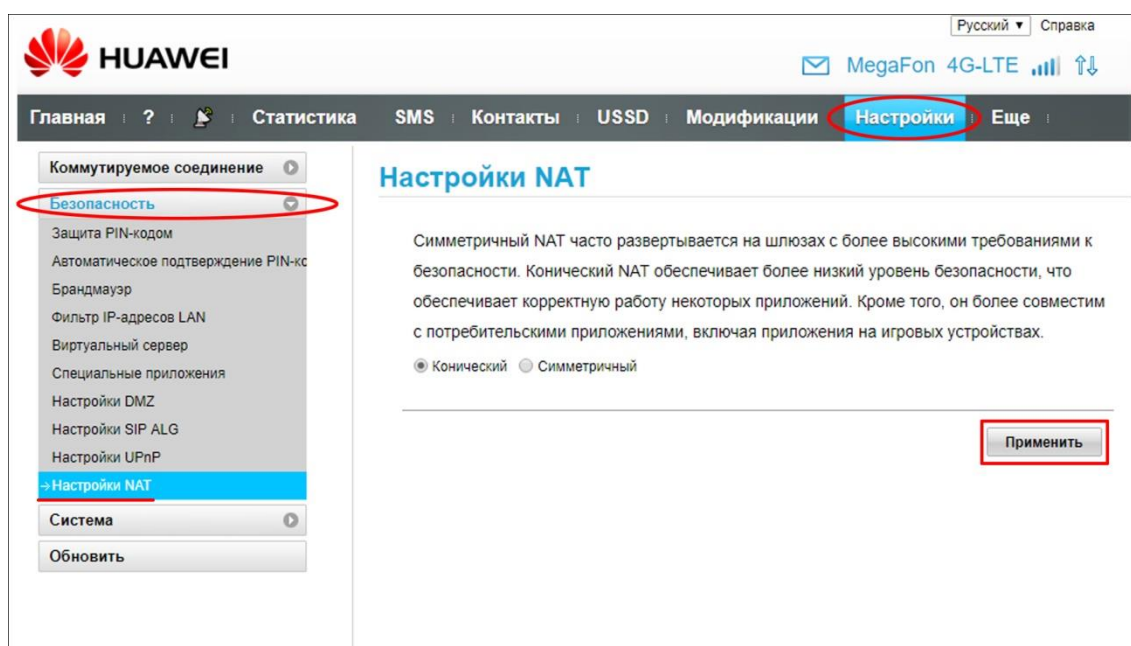 Русский ▼ Справка
HUAWEI
MegaFon 4G-LTE
Главная ? Статистика SMS Контакты USSD Модификации Настройки Еще
Коммутируемое соединение
Безопасность
Защита PIN-кодом
Автоматическое подтверждение PIN-кс
Брандмауэр
Фильтр IP-адресов LAN
Виртуальный сервер
Специальные приложения
Настройки DMZ
Настройки SIP ALG
Настройки UPnP
→Настройки NAT
Система
Обновить
Настройки NAT
Симметричный NAT часто развертывается на шлюзах с более высокими требованиями к
безопасности. Конический NAT обеспечивает более низкий уровень безопасности, что
обеспечивает корректную работу некоторых приложений. Кроме того, он более совместим
с потребительскими приложениями, включая приложения на игровых устройствах.
Конический Симметричный
Применить